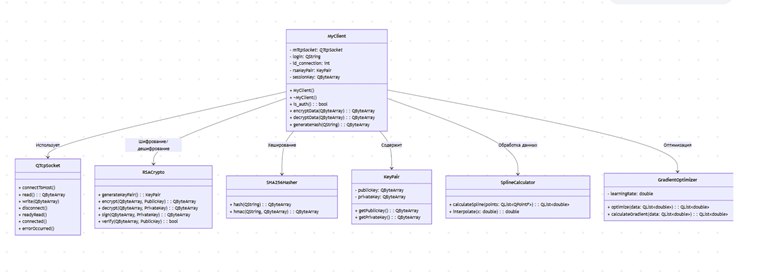 MyClient
- mTcpSocket: QTcpSocket
- login: QString
- id_connection: int
- rsaKeyPair: KeyPair
- sessionKey: QByteArray
+ MyClient()
+ ~MyClient()
+ is_auth() : : bool
+ encryptData(QByteArray) : : QByteArray
+ decryptData(QByteArray) : : QByteArray
+ generateHash(QString) : : QByteArray
Использует
Шифрование/
дешифрование
Хеширование
Содержит
Обработка данных
Оптимизация
QTcpSocket
+ connectToHost()
+ read() : : QByteArray
+ write(QByteArray)
+ disconnect()
+ readyRead()
+ connected()
+ errorOccurred()
RSACrypto
+ generateKeyPair() : : KeyPair
+ encrypt(QByteArray, PublicKey) : : QByteArray
+ decrypt(QByteArray, PrivateKey) : : QByteArray
+ sign(QByteArray, PrivateKey) : : QByteArray
+ verify(QByteArray, PublicKey) : : bool
SHA256Hasher
+ hash(QString) : : QByteArray
+ hmac(QString, QByteArray) : : QByteArray
KeyPair
- publicKey: QByteArray
- privateKey: QByteArray
+ getPublicKey() : : QByteArray
+ getPrivateKey() : : QByteArray
SplineCalculator
+ calculateSpline(points: QList<QPointF>) : : QList<double>
+ interpolate(x: double) : : double
GradientOptimizer
- learningRate: double
+ optimize(data: QList<double>) : : QList<double>
+ calculateGradient(data: QList<double>) : : QList<double>